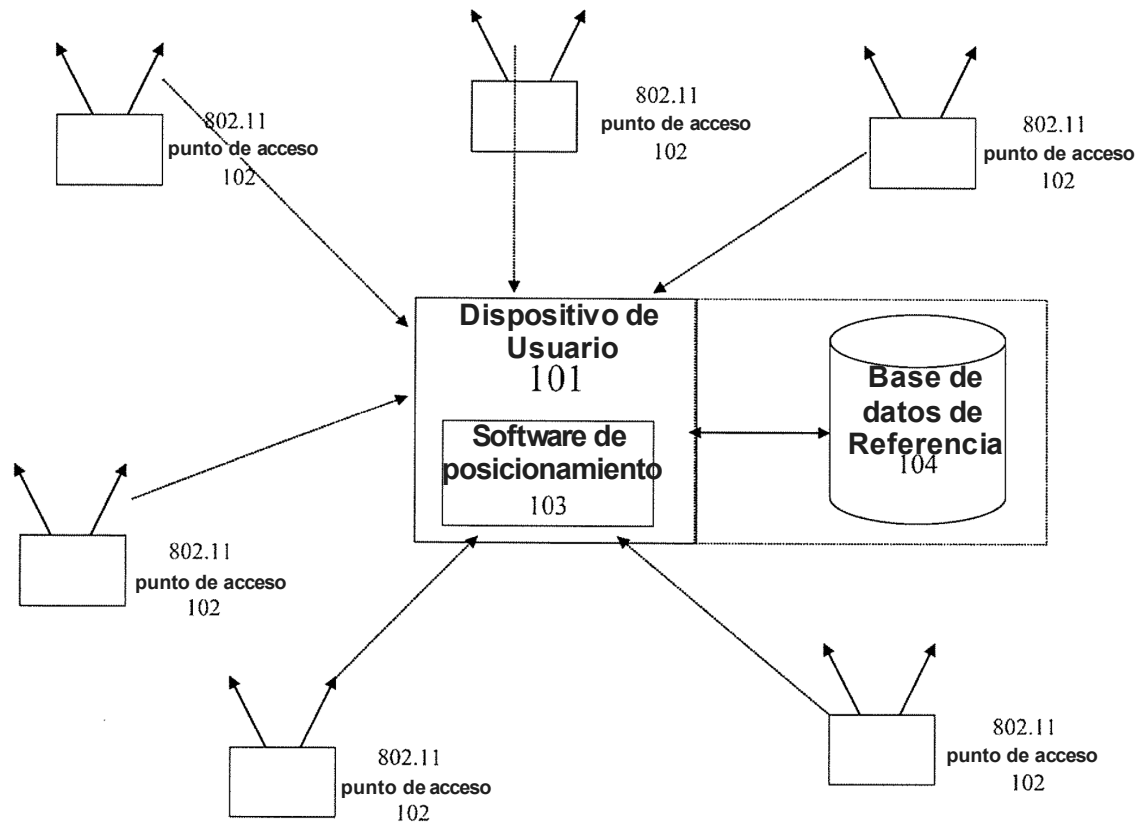 802.11
punto de acceso
102
802.11
punto de acceso
102
802.11
punto de acceso
102
Dispositivo de
Usuario
101
Software de
posicionamiento
103
Base de
datos de
Referencia
104
802.11
punto de acceso
102
802.11
punto de acceso
102
802.11
punto de acceso
102